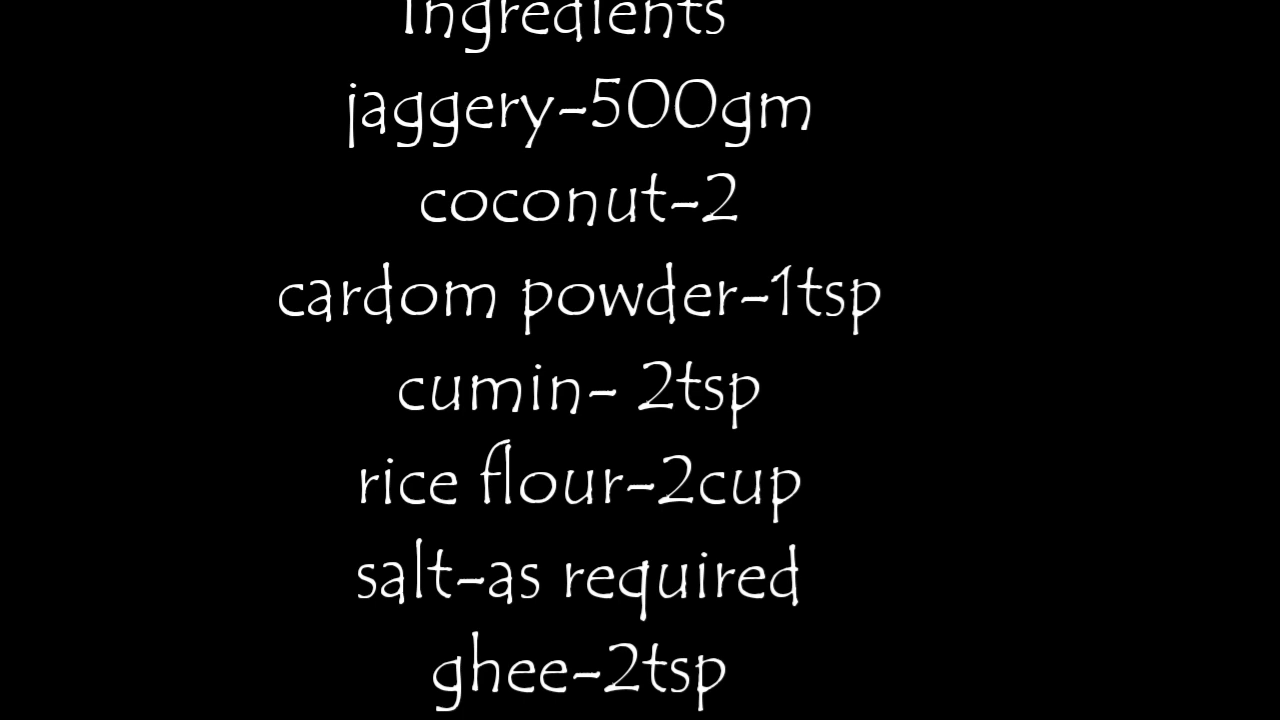 Ingredients
jaggery-500gm
coconut-2
cardom powder-1tsp
cumin- 2tsp
rice flour-2cup
salt-as required
ghee-2tsp